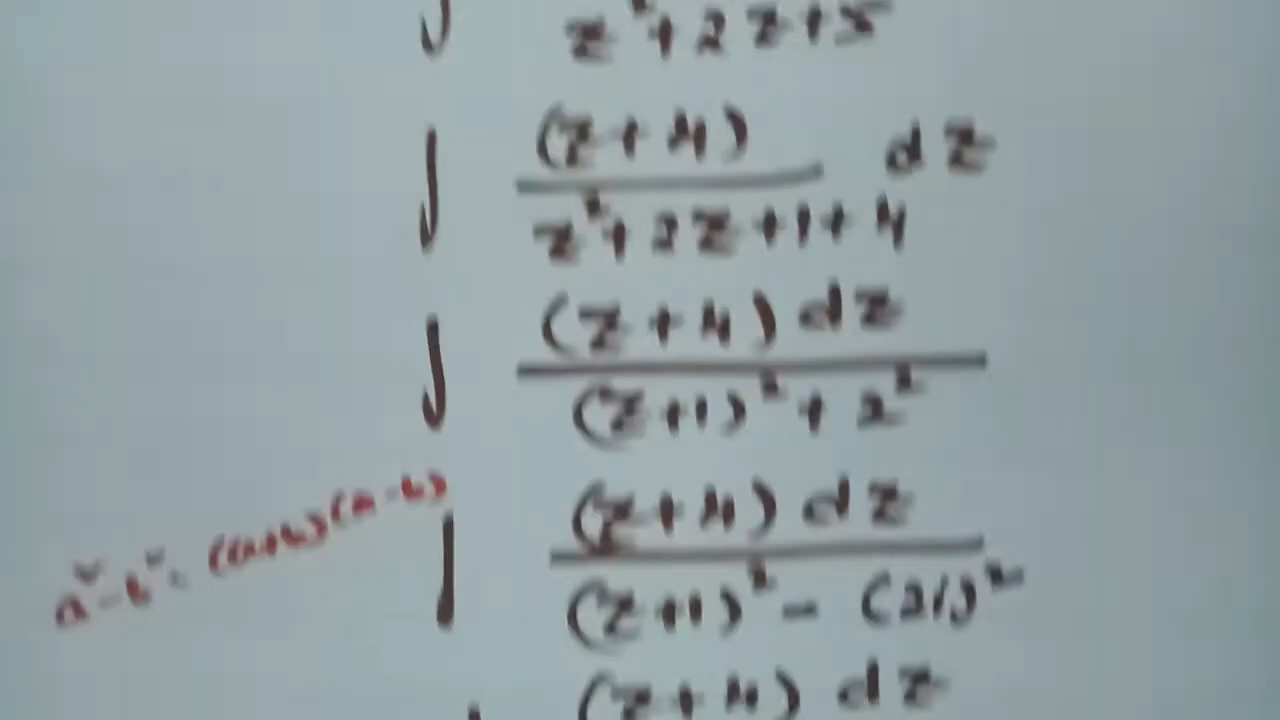 ∫ z²+2z+5
∫ (z+4) dz
z²+2z+1+4
∫ (z+4) dz
(z+1)²+2²
a²-b² = (a+b)(a-b)
∫ (z+4) dz
(z+1)² - (2i)²
(z+4) dz